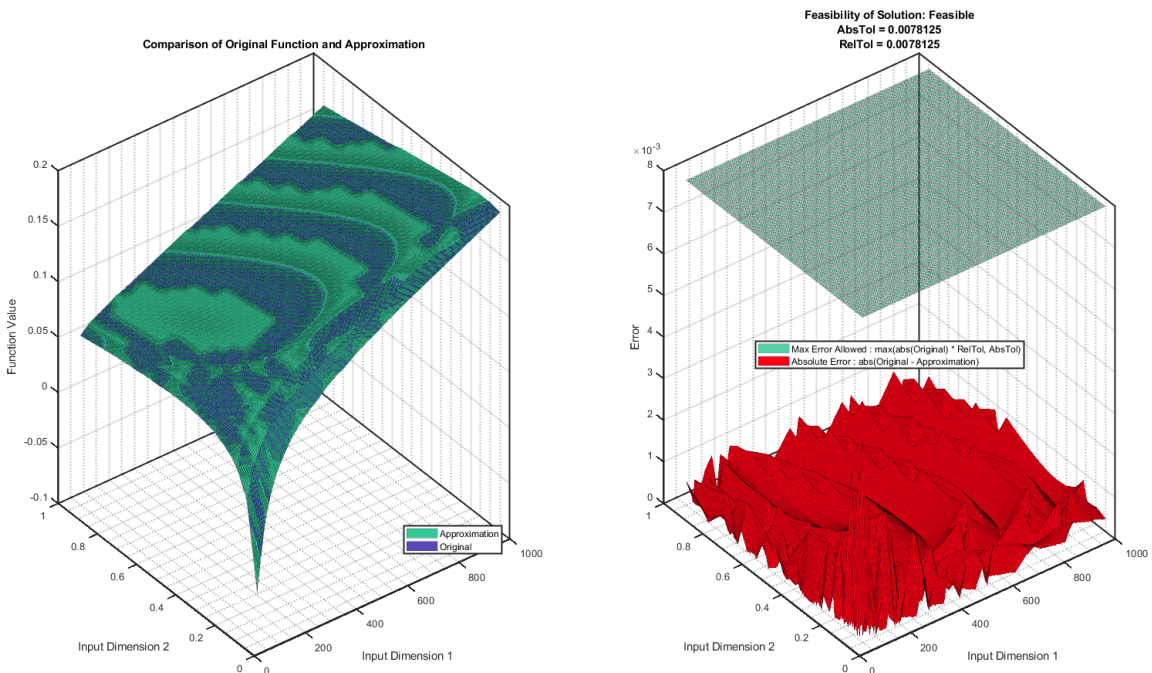 Comparison of Original Function and Approximation
0.2
0.15
0.1
0.05
0
-0.05
-0.1
Function Value
1
0.8
0.6
0.4
0.2
0
Input Dimension 2
0
200
400
600
800
1000
Input Dimension 1
Approximation
Original
Feasibility of Solution: Feasible
AbsTol = 0.0078125
RelTol = 0.0078125
×10-3
8
7
6
5
4
3
2
1
0
Error
1
0.8
0.6
0.4
0.2
0
Input Dimension 2
0
200
400
600
800
1000
Input Dimension 1
Max Error Allowed : max(abs(Original) * RelTol, AbsTol)
Absolute Error : abs(Original - Approximation)